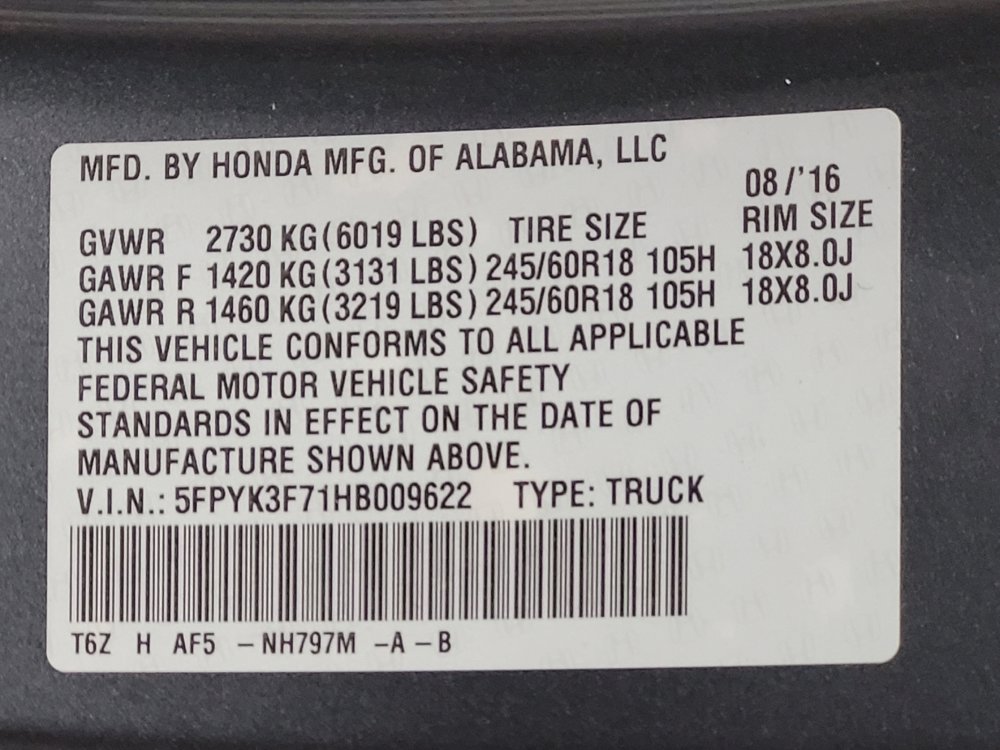 MFD. BY HONDA MFG. OF ALABAMA, LLC
08/'16
GVWR 2730 KG(6019 LBS) TIRE SIZE RIM SIZE
GAWR F 1420 KG(3131 LBS) 245/60R18 105H 18X8.0J
GAWR R 1460 KG(3219 LBS) 245/60R18 105H 18X8.0J
THIS VEHICLE CONFORMS TO ALL APPLICABLE
FEDERAL MOTOR VEHICLE SAFETY
STANDARDS IN EFFECT ON THE DATE OF
MANUFACTURE SHOWN ABOVE.
V.I.N.: 5FPYK3F71HB009622 TYPE: TRUCK
T6Z H AF5 -NH797M -A-B